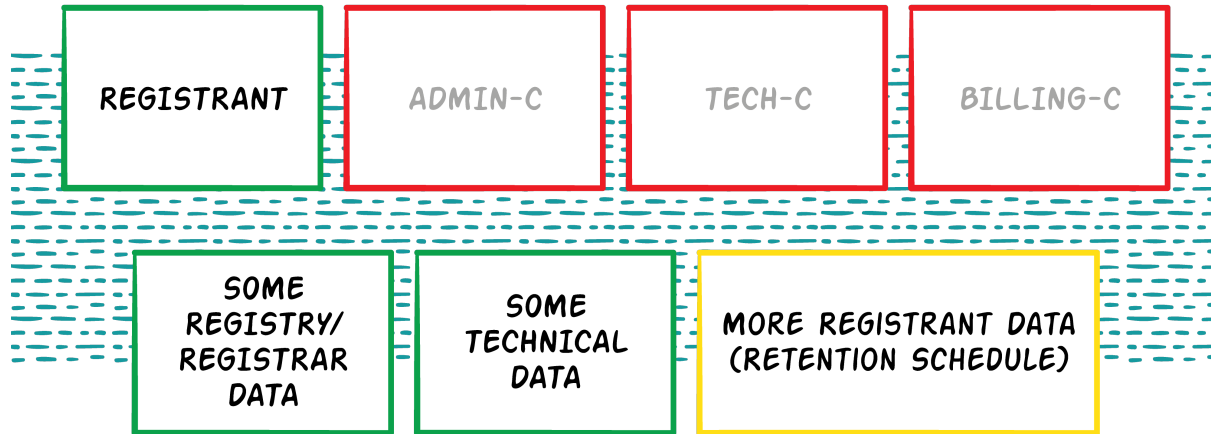 REGISTRANT
ADMIN-C
TECH-C
BILLING-C
SOME
REGISTRY/
REGISTRAR
DATA
SOME
TECHNICAL
DATA
MORE REGISTRANT DATA
(RETENTION SCHEDULE)